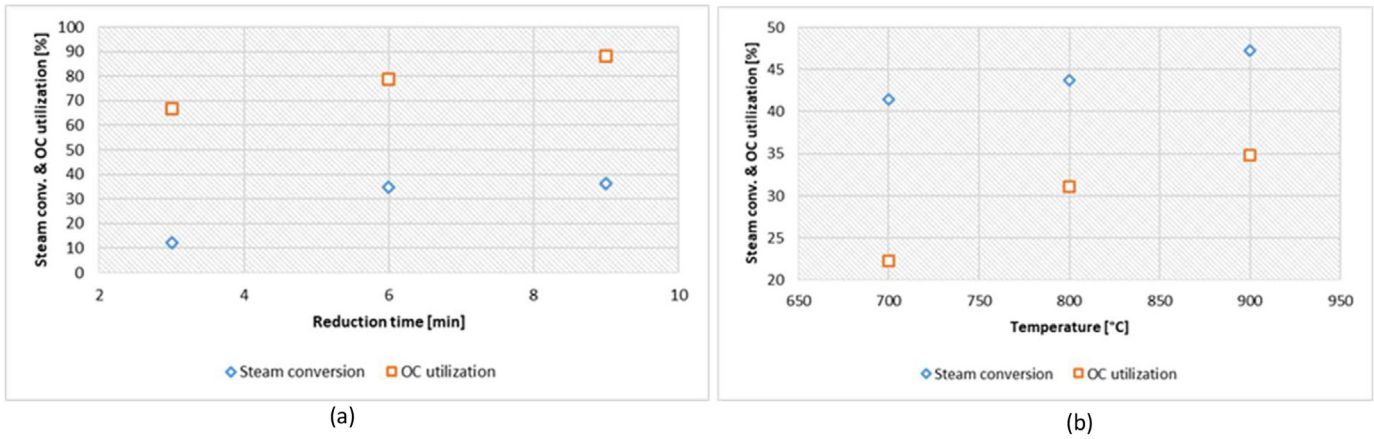 Steam conv. & OC utilization [%]
100
90
80
70
60
50
40
30
20
10
0
2 4 6 8 10
Reduction time [min]
Steam conversion OC utilization
(a)
Steam conv. & OC utilization [%]
50
45
40
35
30
25
20
650 700 750 800 850 900 950
Temperature [°C]
Steam conversion OC utilization
(b)